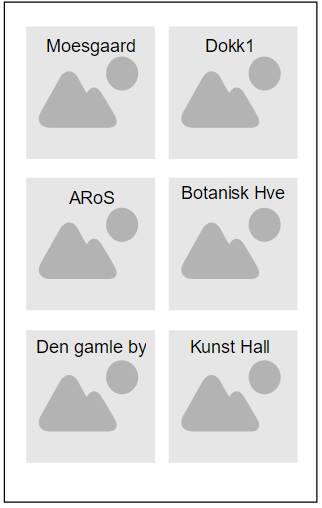 Moesgaard
Dokk1
ARoS
Botanisk Hve
Den gamle by
Kunst Hall